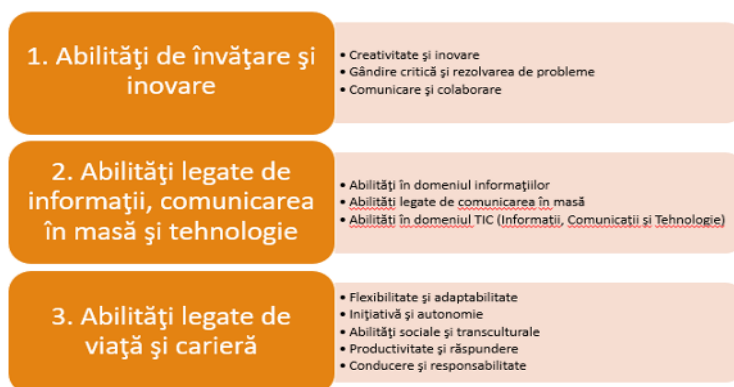 1. Abilităţi de învăţare şi
inovare
• Creativitate şi inovare
• Gândire critică şi rezolvarea de probleme
• Comunicare şi colaborare
2. Abilităţi legate de
informaţii, comunicarea
în masă şi tehnologie
• Abilităţi în domeniul informaţiilor
• Abilităţi legate de comunicarea în masă
• Abilităţi în domeniul TIC (Informaţii, Comunicaţii şi Tehnologie)
3. Abilităţi legate de
viaţă şi carieră
• Flexibilitate şi adaptabilitate
• Iniţiativă şi autonomie
• Abilităţi sociale şi transculturale
• Productivitate şi răspundere
• Conducere şi responsabilitate